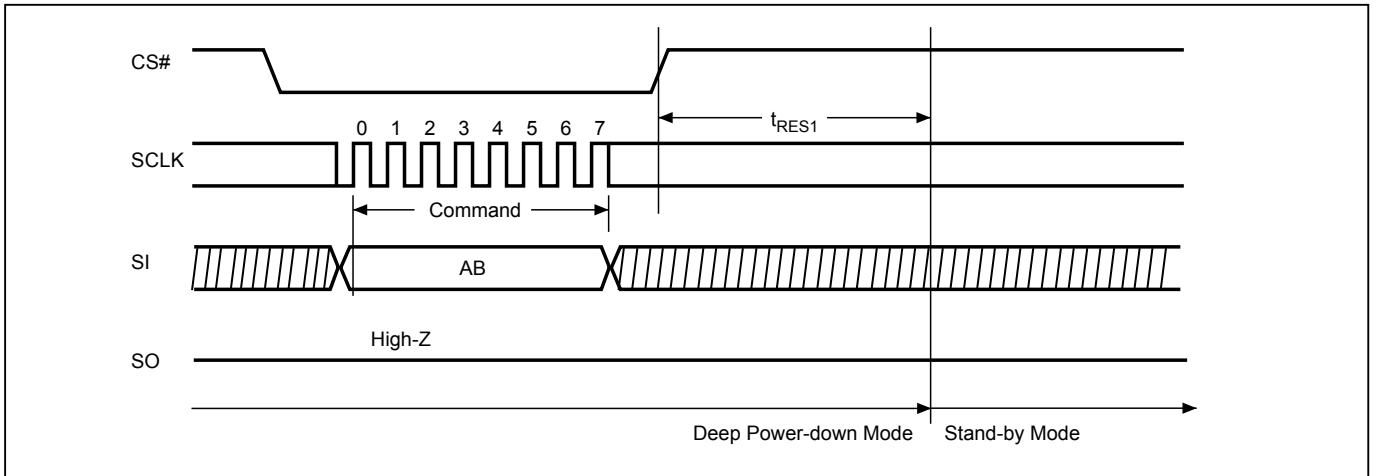 CS#
0 1 2 3 4 5 6 7
tRES1
SCLK
Command
SI
AB
High-Z
SO
Deep Power-down Mode
Stand-by Mode